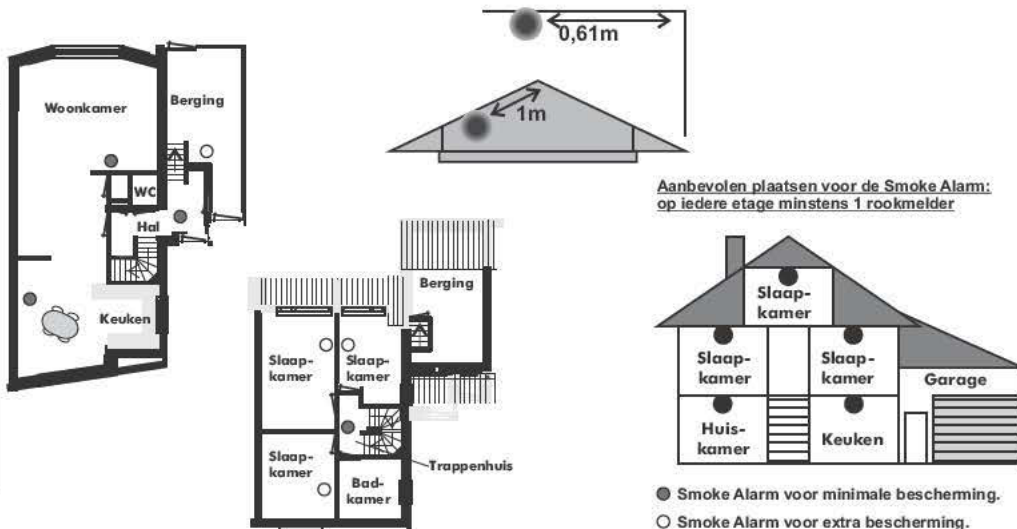 0,61m
1m
Woonkamer
Berging
WC
Hal
Keuken
Berging
Slaap-
kamer
Slaap-
kamer
Slaap-
kamer
Bad-
kamer
Trappenhuis
Aanbevolen plaatsen voor de Smoke Alarm:
op iedere etage minstens 1 rookmelder
Slaap-
kamer
Slaap-
kamer
Slaap-
kamer
Garage
Huis-
kamer
Keuken
Smoke Alarm voor minimale bescherming.
Smoke Alarm voor extra bescherming.